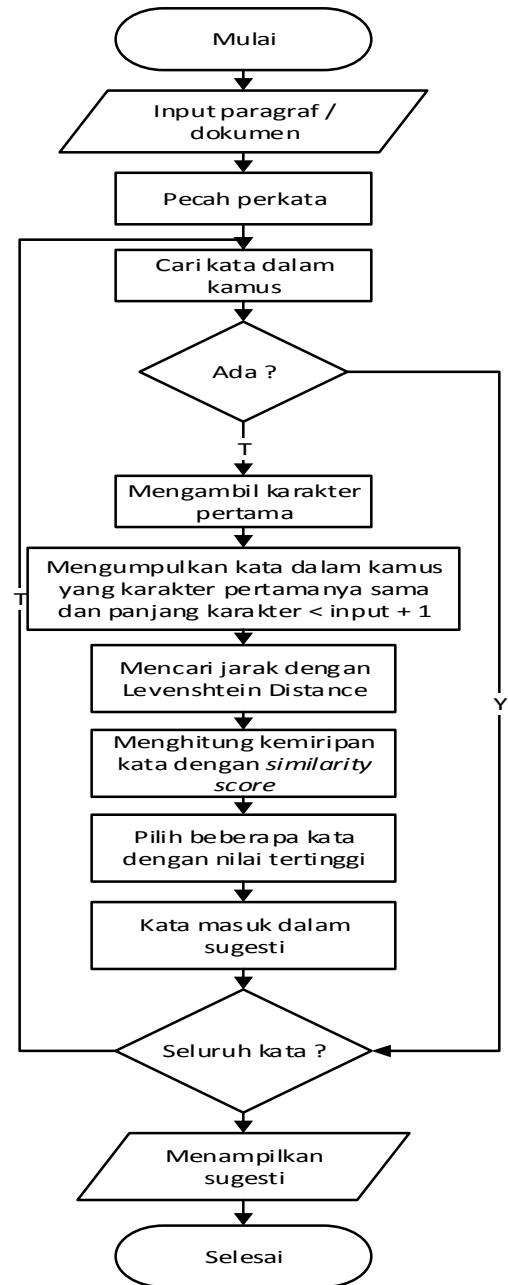 Mulai
Input paragraf /
dokumen
Pecah perkata
Cari kata dalam
kamus
Ada ?
T
Mengambil karakter
pertama
Mengumpulkan kata dalam kamus
yang karakter pertamanya sama
dan panjang karakter < input + 1
T
Mencari jarak dengan
Levenshtein Distance
Y
Menghitung kemiripan
kata dengan similarity
score
Pilih beberapa kata
dengan nilai tertinggi
Kata masuk dalam
sugesti
Seluruh kata ?
Menampilkan
sugesti
Selesai